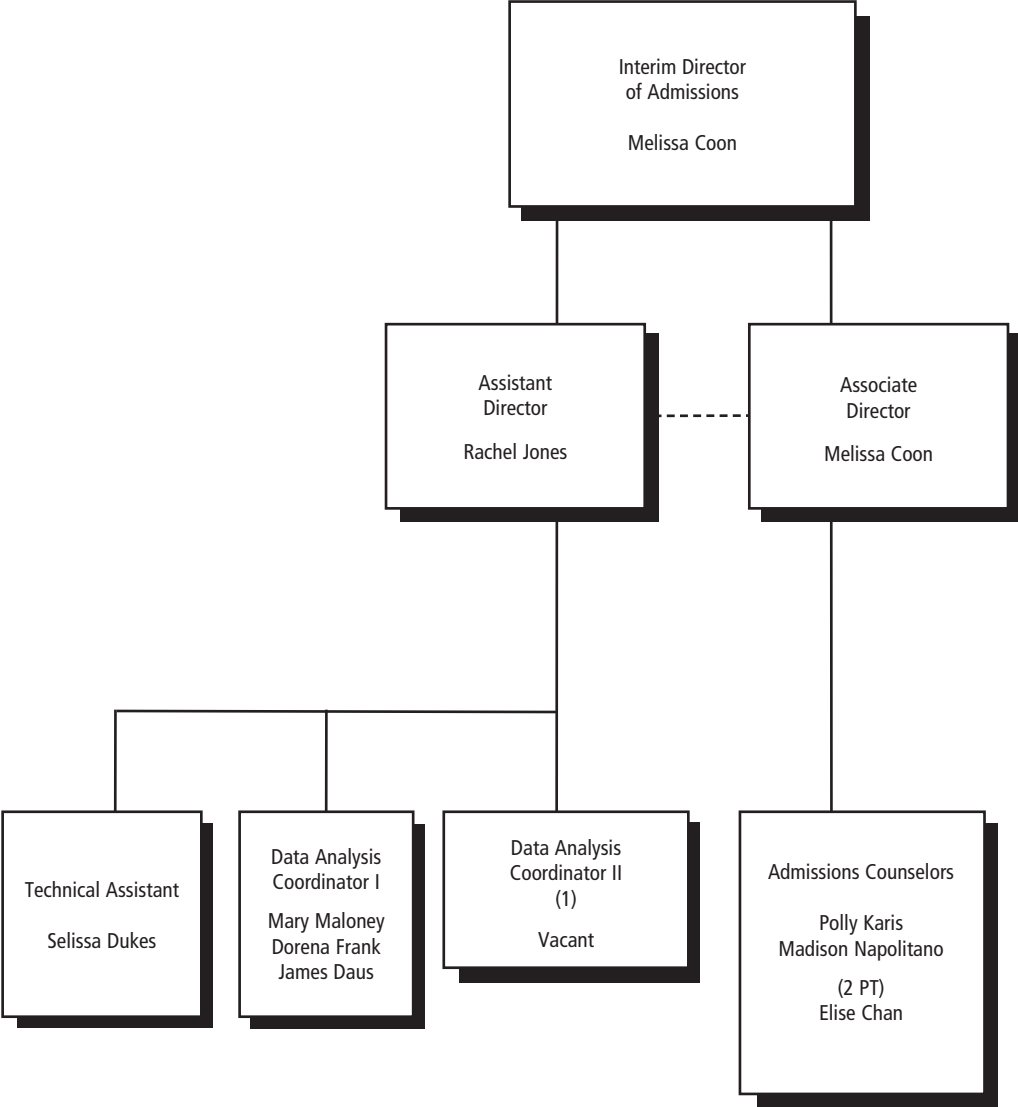 Interim Director
of Admissions
Melissa Coon
Assistant
Director
Rachel Jones
Associate
Director
Melissa Coon
Technical Assistant
Selissa Dukes
Data Analysis
Coordinator I
Mary Maloney
Dorena Frank
James Daus
Data Analysis
Coordinator II
(1)
Vacant
Admissions Counselors
Polly Karis
Madison Napolitano
(2 PT)
Elise Chan